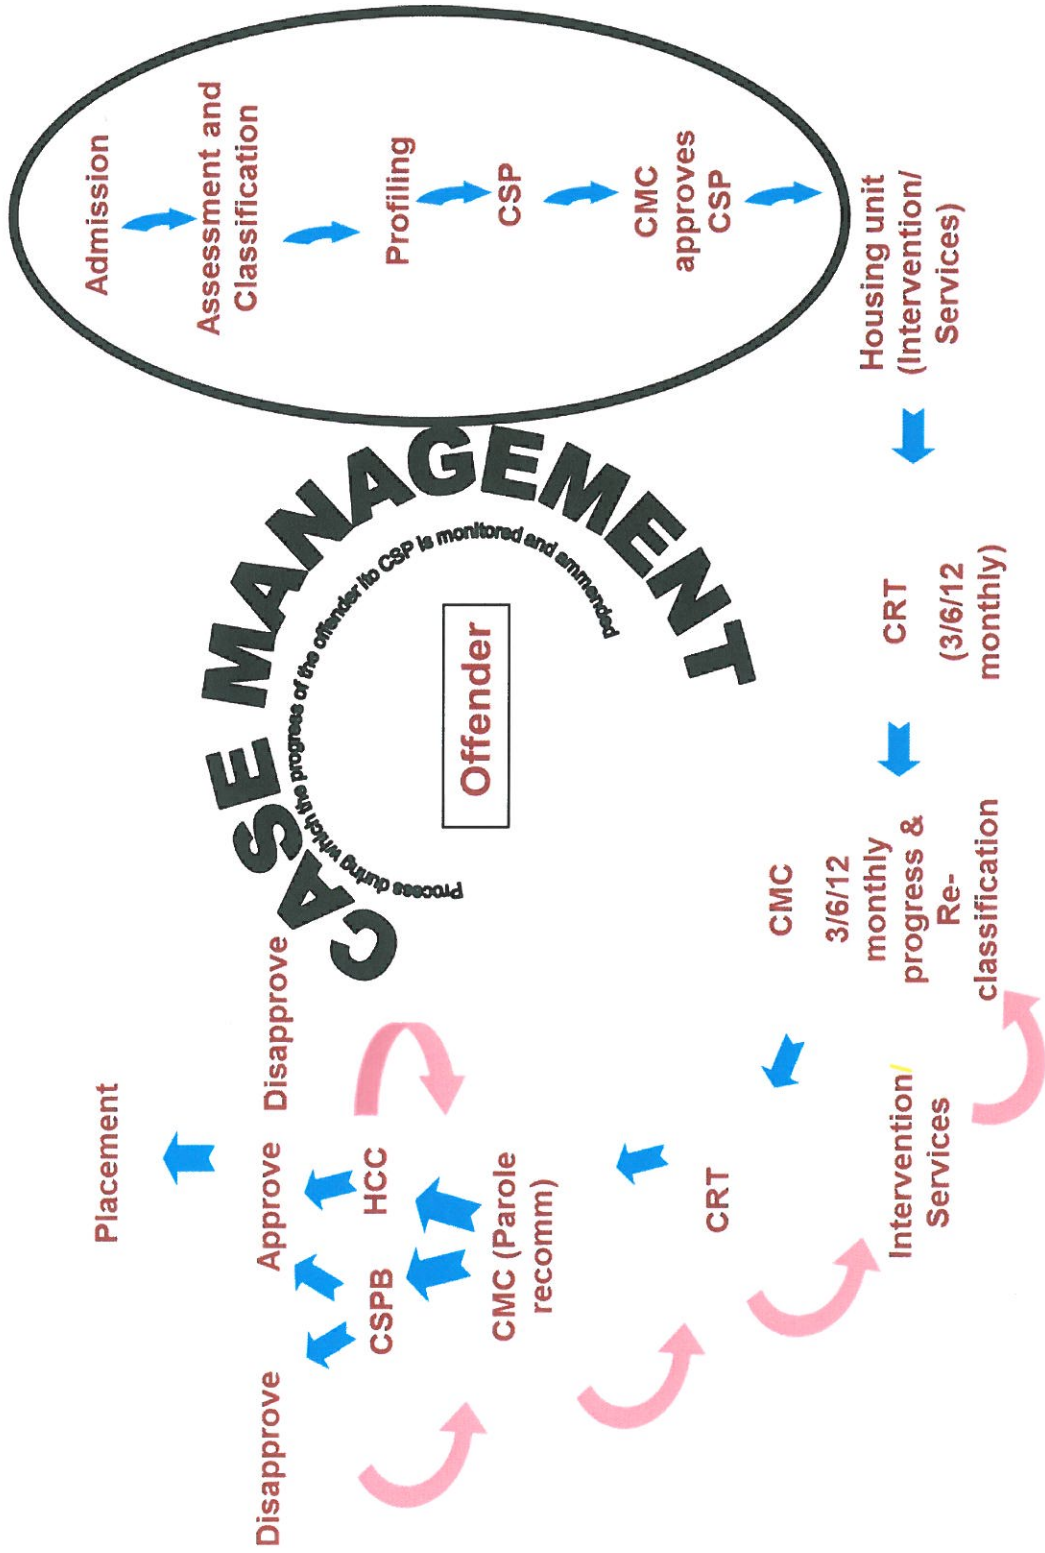 CASE MANAGEMENT
Process during which the progress of the offender ito CSP is monitored and ammended
Offender
Admission
Assessment and
Classification
Profiling
CSP
CMC
approves
CSP
Housing unit
(Intervention/
Services)
CRT
(3/6/12
monthly)
CMC
3/6/12
monthly
progress &
Re-
classification
Intervention/
Services
CRT
CMC (Parole
recomm)
CSPB
HCC
Disapprove
Approve
Disapprove
Placement